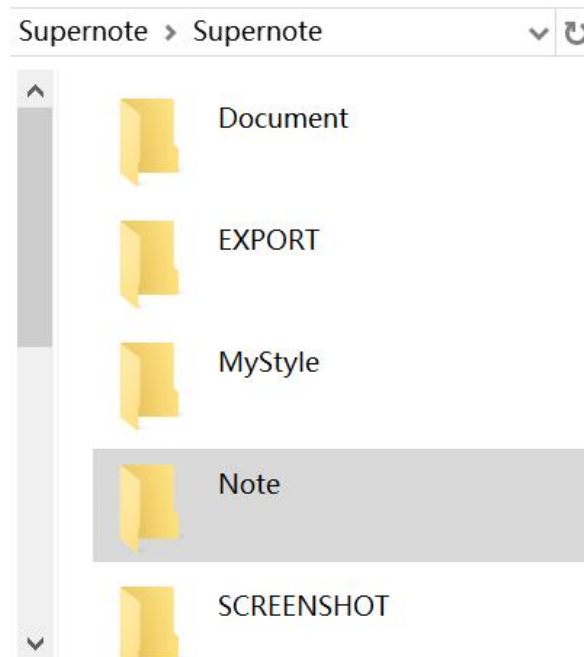 Supernote > Supernote
Document
EXPORT
MyStyle
Note
SCREENSHOT